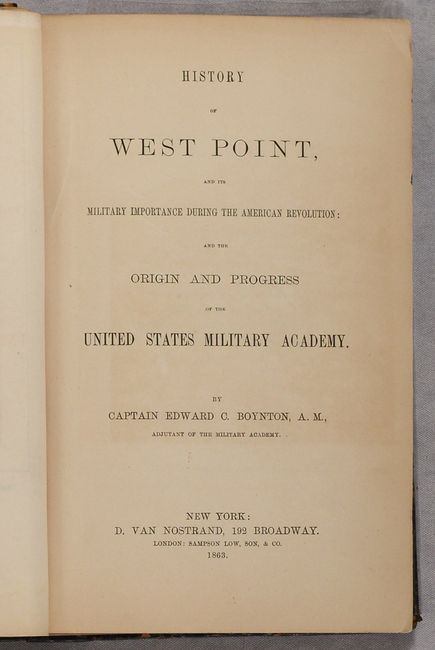 HISTORY
OF
WEST POINT,
AND ITS
MILITARY IMPORTANCE DURING THE AMERICAN REVOLUTION:
AND THE
ORIGIN AND PROGRESS
OF THE
UNITED STATES MILITARY ACADEMY.
BY
CAPTAIN EDWARD C. BOYNTON, A. M.,
ADJUTANT OF THE MILITARY ACADEMY.
NEW YORK:
D. VAN NOSTRAND, 192 BROADWAY.
LONDON: SAMPSON LOW, SON, & CO.
1863.